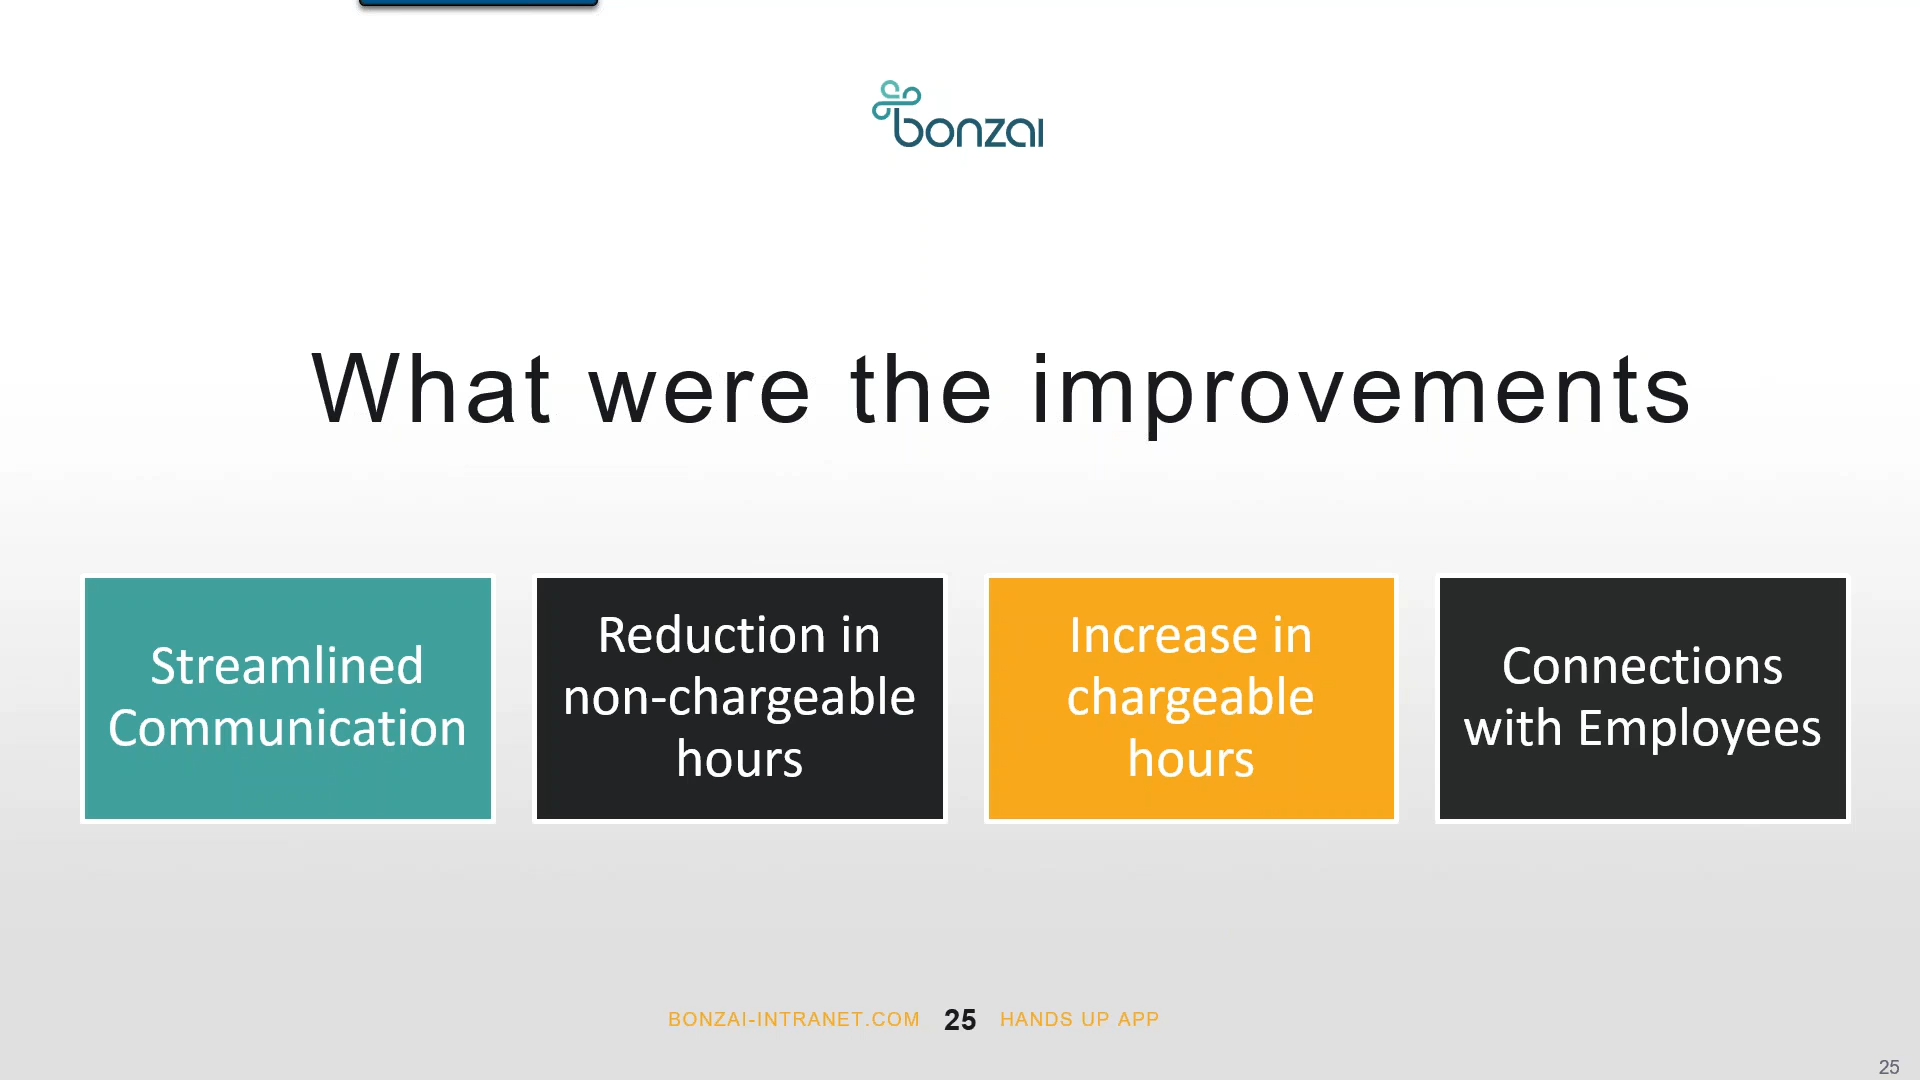 bonzai
What were the improvements
Streamlined
Communication
Reduction in
non-chargeable
hours
Increase in
chargeable
hours
Connections
with Employees
BONZAI-INTRANET.COM 25 HANDS UP APP
25